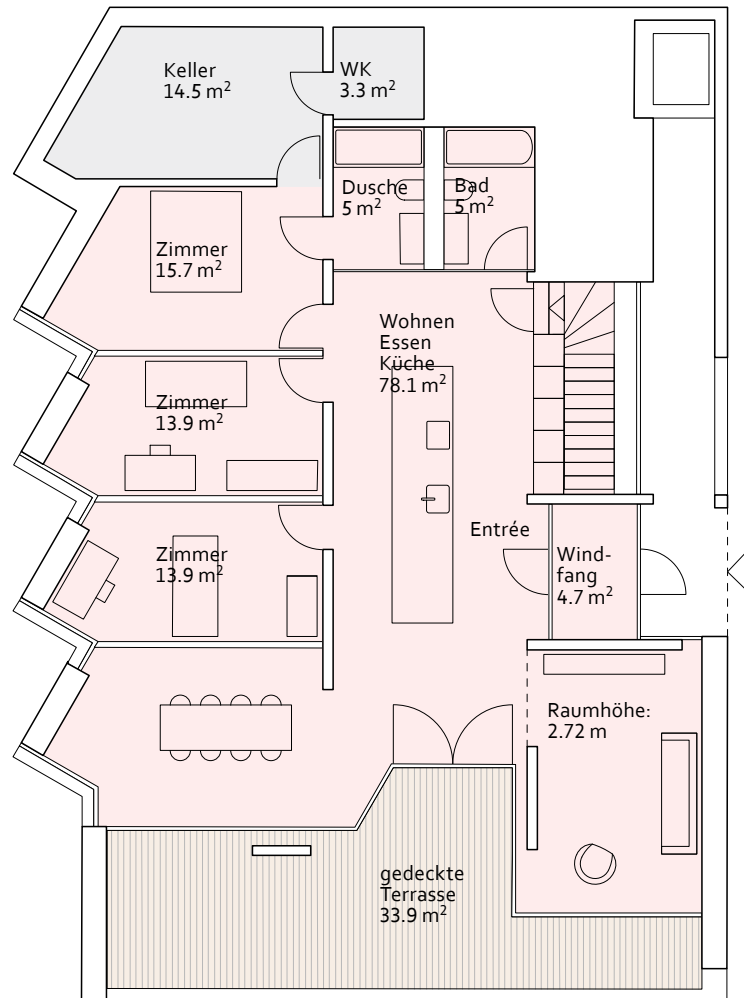 Keller
14.5 m²
WK
3.3 m²
Dusche
5 m²
Bad
5 m²
Zimmer
15.7 m²
Wohnen
Essen
Küche
78.1 m²
Zimmer
13.9 m²
Entrée
Zimmer
13.9 m²
Wind-
fang
4.7 m²
Raumhöhe:
2.72 m
gedeckte
Terrasse
33.9 m²